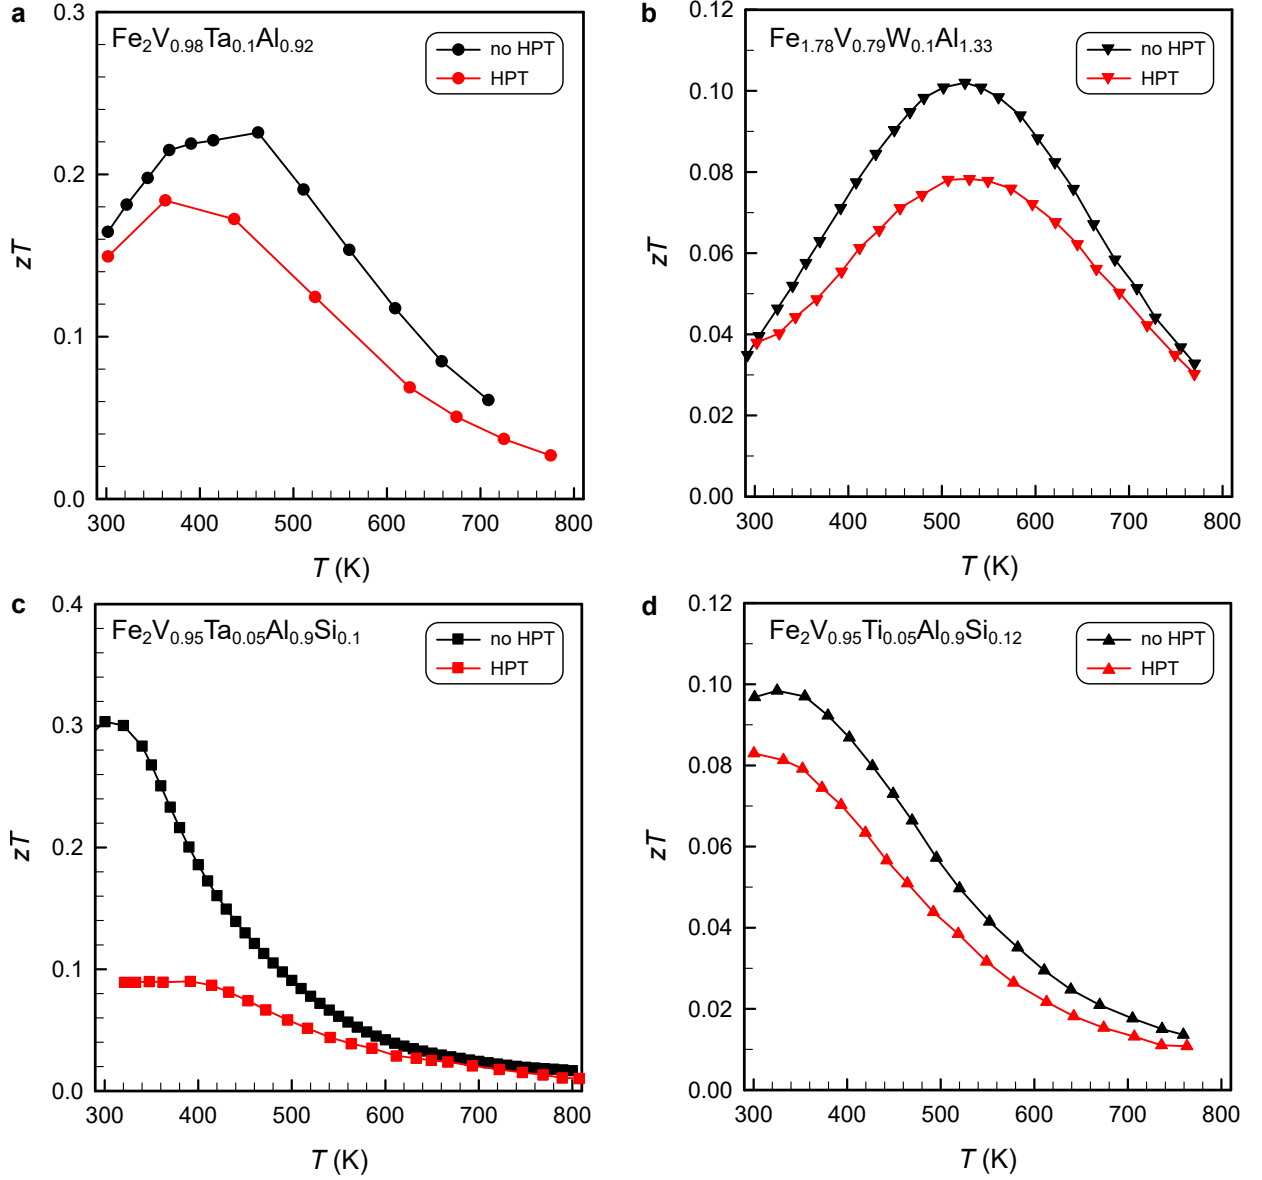 a
Fe₂V₀.₉₈Ta₀.₁Al₀.₉₂
no HPT
HPT
0.3
0.2
0.1
0.0
zT
300 400 500 600 700 800
T (K)
b
Fe₁.₇₈V₀.₇₉W₀.₁Al₁.₃₃
no HPT
HPT
0.12
0.10
0.08
0.06
0.04
0.02
0.00
zT
300 400 500 600 700 800
T (K)
c
Fe₂V₀.₉₅Ta₀.₀₅Al₀.₉Si₀.₁
no HPT
HPT
0.4
0.3
0.2
0.1
0.0
zT
300 400 500 600 700 800
T (K)
d
Fe₂V₀.₉₅Ti₀.₀₅Al₀.₉Si₀.₁₂
no HPT
HPT
0.12
0.10
0.08
0.06
0.04
0.02
0.00
zT
300 400 500 600 700 800
T (K)